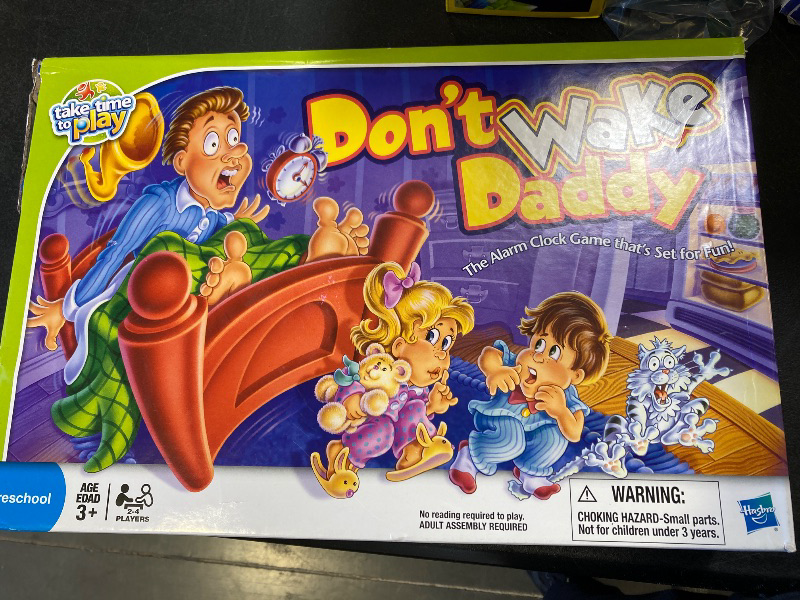 take time
to play
Don't Wake
Daddy
The Alarm Clock Game that's Set for Fun!
reschool
AGE
EDAD
3+
2-4
PLAYERS
No reading required to play.
ADULT ASSEMBLY REQUIRED
WARNING:
CHOKING HAZARD-Small parts.
Not for children under 3 years.
Hasbro